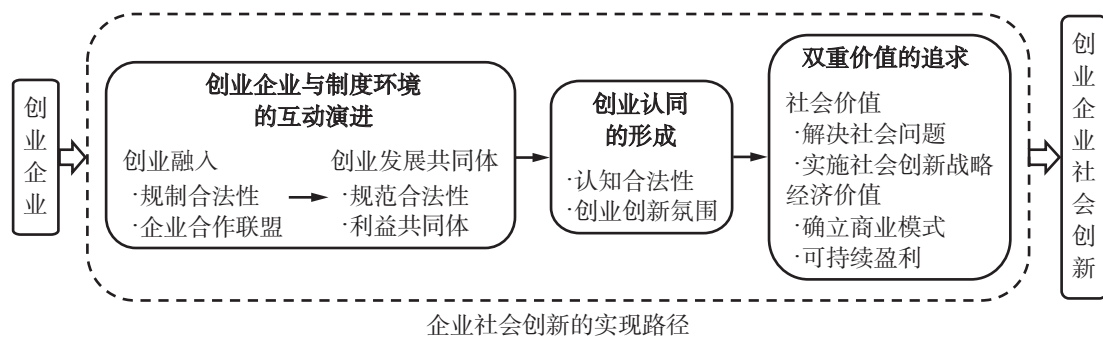 创业企业
创业企业与制度环境
的互动演进
创业融入
·规制合法性
·企业合作联盟
创业发展共同体
·规范合法性
·利益共同体
创业认同
的形成
·认知合法性
·创业创新氛围
双重价值的追求
社会价值
·解决社会问题
·实施社会创新战略
经济价值
·确立商业模式
·可持续盈利
创业企业社会创新
企业社会创新的实现路径